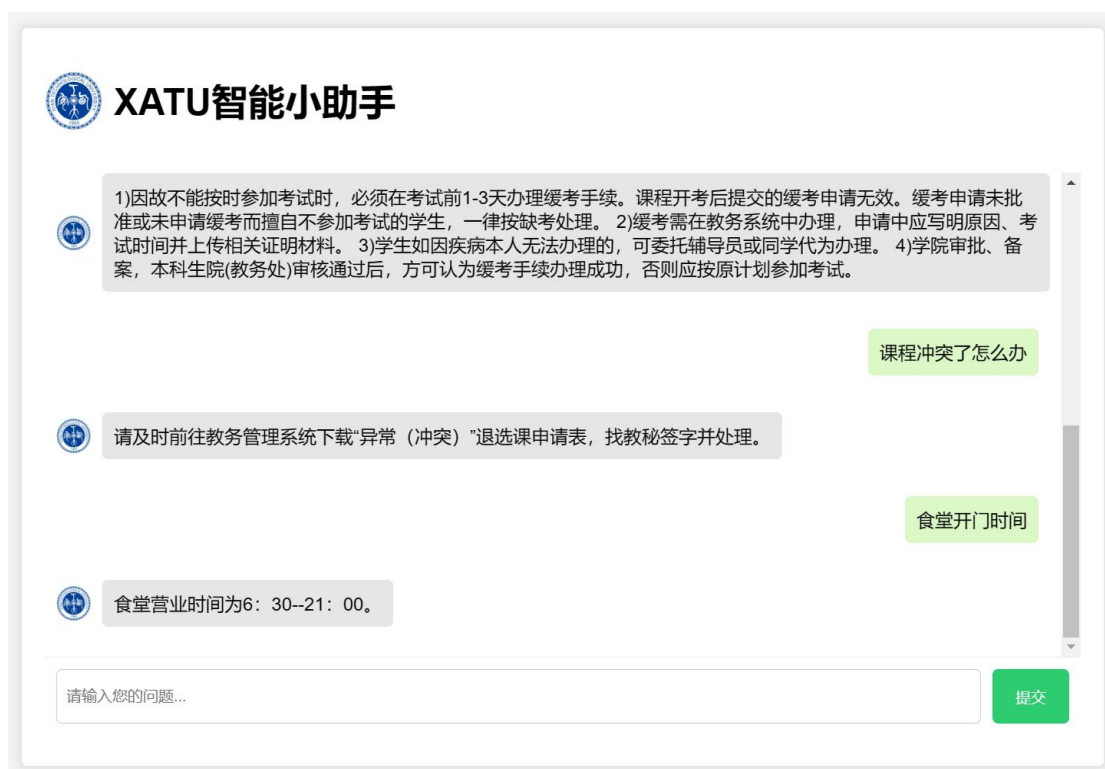 XATU智能小助手
1)因故不能按时参加考试时，必须在考试前1-3天办理缓考手续。课程开考后提交的缓考申请无效。缓考申请未批
准或未申请缓考而擅自不参加考试的学生，一律按缺考处理。 2)缓考需在教务系统中办理，申请中应写明原因、考
试时间并上传相关证明材料。 3)学生如因疾病本人无法办理的，可委托辅导员或同学代为办理。 4)学院审批、备
案，本科生院(教务处)审核通过后，方可认为缓考手续办理成功，否则应按原计划参加考试。
课程冲突了怎么办
请及时前往教务管理系统下载“异常（冲突）”退选课申请表，找教秘签字并处理。
食堂开门时间
食堂营业时间为6：30--21：00。
请输入您的问题...
提交